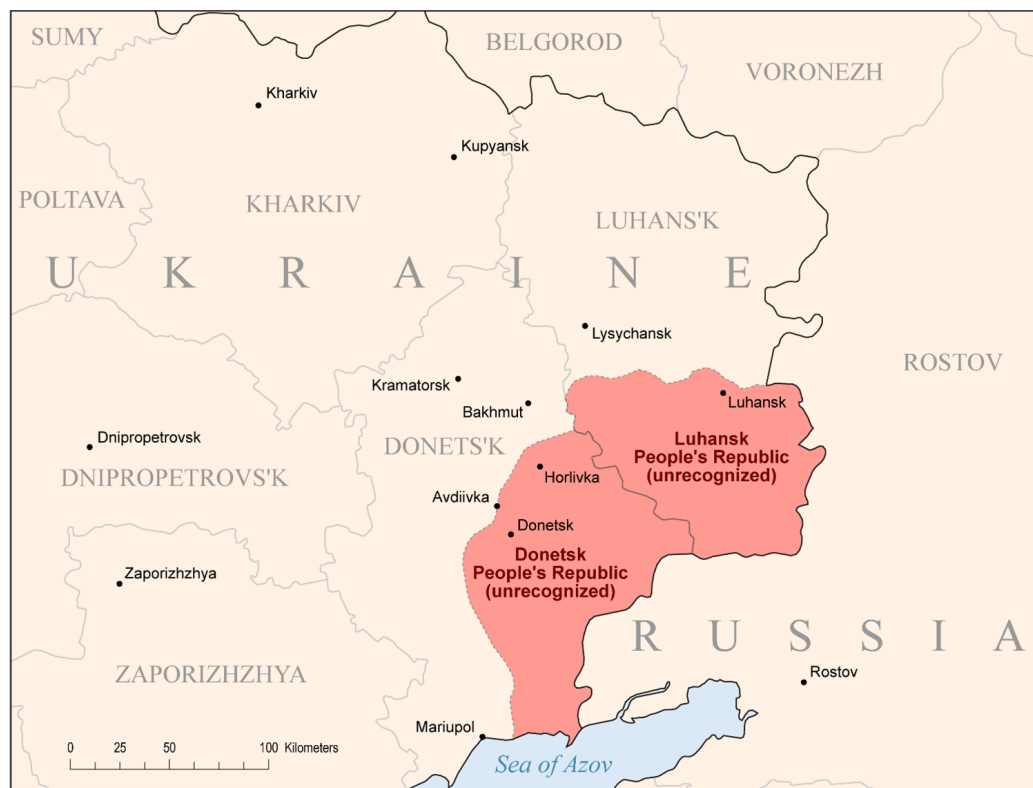 SUMY
BELGOROD
VORONEZH
Kharkiv
Kupyansk
POLTAVA
KHARKIV
LUHANS'K
UKRAINE
Lysychansk
ROSTOV
Kramatorsk
Luhansk
Bakhmut
Dnipropetrovsk
DONETS'K
Luhansk
People's Republic
(unrecognized)
DNIPROPETROVS'K
Horlivka
Avdiivka
Donetsk
Donetsk
People's Republic
(unrecognized)
Zaporizhzhya
RUSSIA
ZAPORIZHZHYA
Rostov
Mariupol
0 25 50 100 Kilometers
Sea of Azov